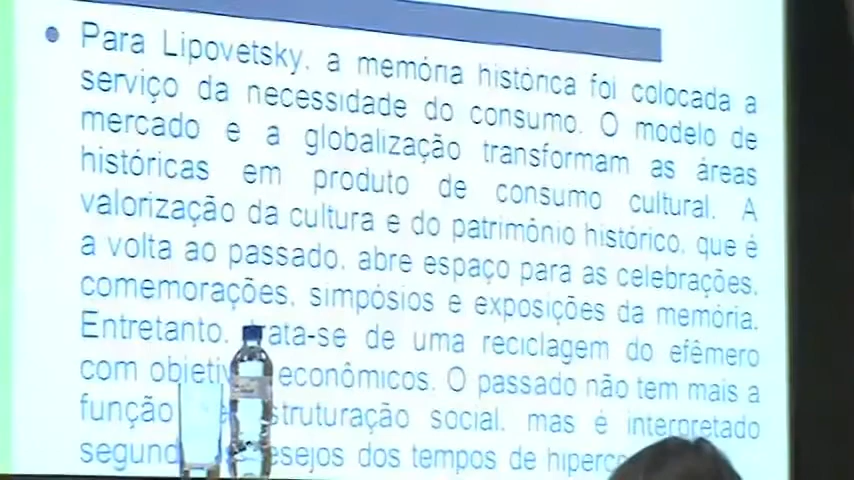 Para Lipovetsky, a memória histórica foi colocada a
serviço da necessidade do consumo. O modelo de
mercado e a globalização transformam as áreas
históricas em produto de consumo cultural. A
valorização da cultura e do patrimônio histórico, que é
a volta ao passado, abre espaço para as celebrações,
comemorações, simpósios e exposições da memória.
Entretanto, trata-se de uma reciclagem do efêmero
com objetiv econômicos. O passado não tem mais a
função struturação social, mas é interpretado
segund esejos dos tempos de hiperco